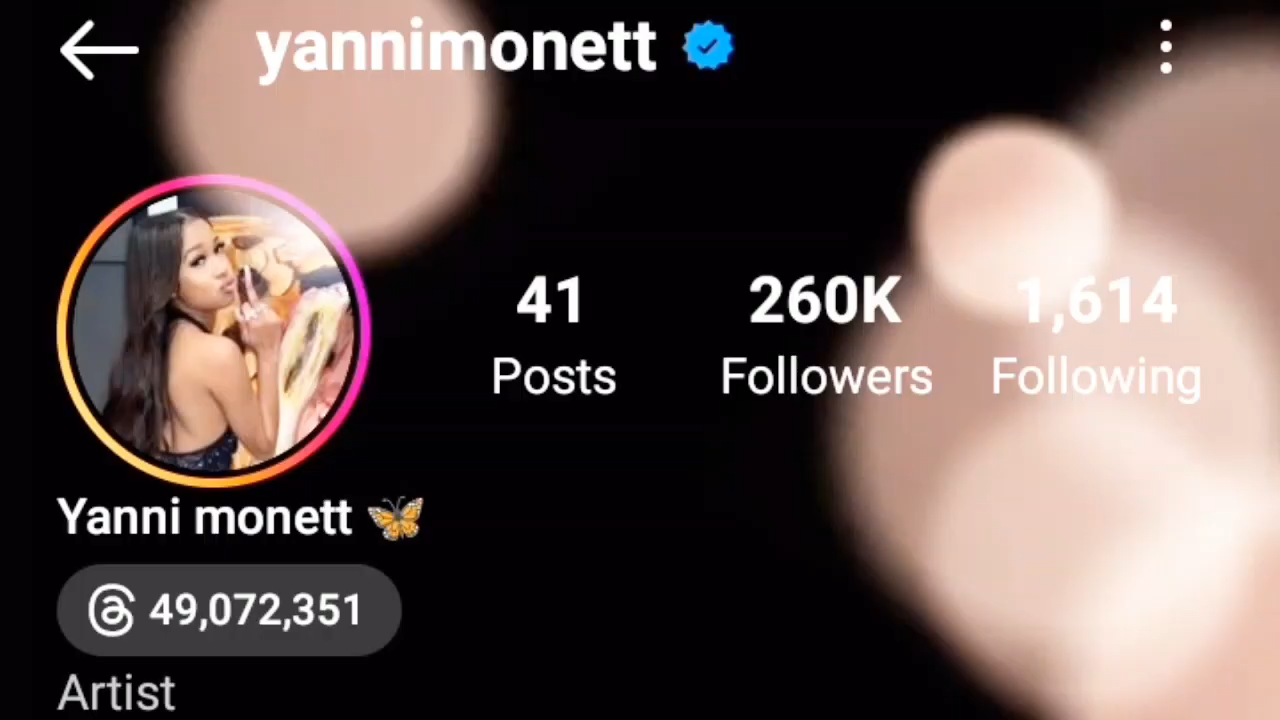 yannimonett
41 260K 1,614
Posts Followers Following
Yanni monett 🦋
49,072,351
Artist